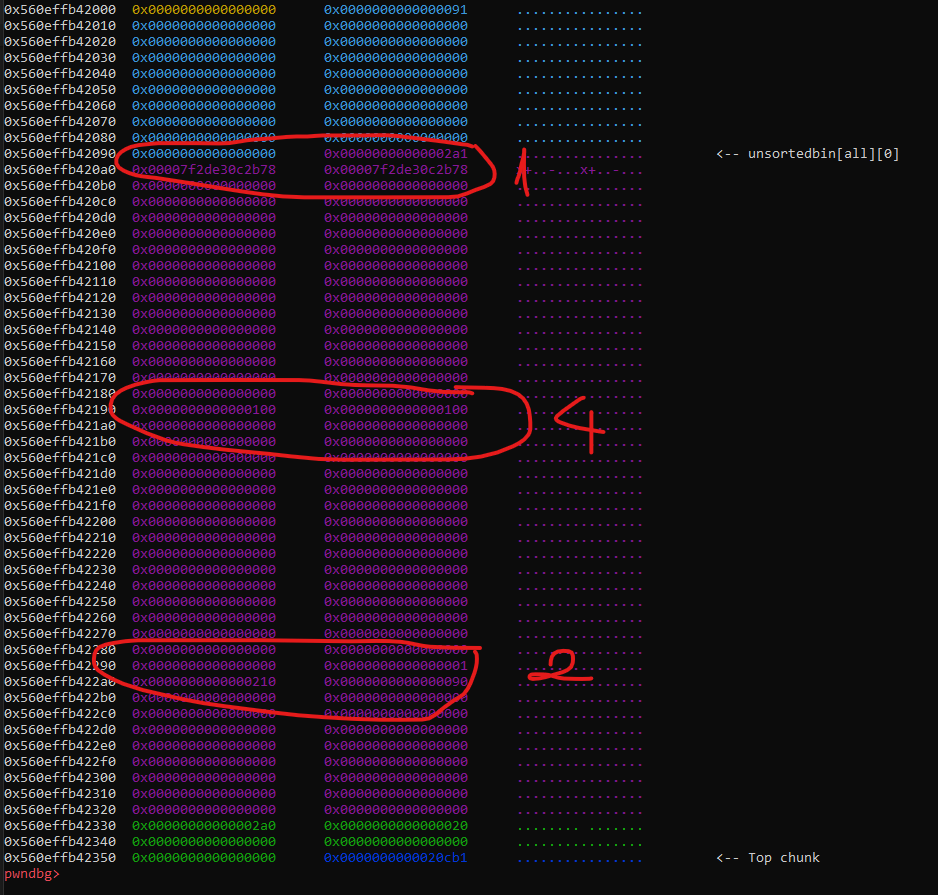 0x560effb42000 0x0000000000000000 0x0000000000000091 ................
0x560effb42010 0x0000000000000000 0x0000000000000000 ................
0x560effb42020 0x0000000000000000 0x0000000000000000 ................
0x560effb42030 0x0000000000000000 0x0000000000000000 ................
0x560effb42040 0x0000000000000000 0x0000000000000000 ................
0x560effb42050 0x0000000000000000 0x0000000000000000 ................
0x560effb42060 0x0000000000000000 0x0000000000000000 ................
0x560effb42070 0x0000000000000000 0x0000000000000000 ................
0x560effb42080 0x0000000000000000 0x0000000000000000 ................
0x560effb42090 0x0000000000000000 0x00000000000002a1 ................ <-- unsortedbin[all][0]
0x560effb420a0 0x00007f2de30c2b78 0x00007f2de30c2b78 x+..-...x+..-... 1
0x560effb420b0 0x0000000000000000 0x0000000000000000 ................
0x560effb420c0 0x0000000000000000 0x0000000000000000 ................
0x560effb420d0 0x0000000000000000 0x0000000000000000 ................
0x560effb420e0 0x0000000000000000 0x0000000000000000 ................
0x560effb420f0 0x0000000000000000 0x0000000000000000 ................
0x560effb42100 0x0000000000000000 0x0000000000000000 ................
0x560effb42110 0x0000000000000000 0x0000000000000000 ................
0x560effb42120 0x0000000000000000 0x0000000000000000 ................
0x560effb42130 0x0000000000000000 0x0000000000000000 ................
0x560effb42140 0x0000000000000000 0x0000000000000000 ................
0x560effb42150 0x0000000000000000 0x0000000000000000 ................
0x560effb42160 0x0000000000000000 0x0000000000000000 ................
0x560effb42170 0x0000000000000000 0x0000000000000000 ................
0x560effb42180 0x0000000000000000 0x0000000000000000 ................
0x560effb42190 0x0000000000000100 0x0000000000000100 ................ 4
0x560effb421a0 0x0000000000000000 0x0000000000000000 ................
0x560effb421b0 0x0000000000000000 0x0000000000000000 ................
0x560effb421c0 0x0000000000000000 0x0000000000000000 ................
0x560effb421d0 0x0000000000000000 0x0000000000000000 ................
0x560effb421e0 0x0000000000000000 0x0000000000000000 ................
0x560effb421f0 0x0000000000000000 0x0000000000000000 ................
0x560effb42200 0x0000000000000000 0x0000000000000000 ................
0x560effb42210 0x0000000000000000 0x0000000000000000 ................
0x560effb42220 0x0000000000000000 0x0000000000000000 ................
0x560effb42230 0x0000000000000000 0x0000000000000000 ................
0x560effb42240 0x0000000000000000 0x0000000000000000 ................
0x560effb42250 0x0000000000000000 0x0000000000000000 ................
0x560effb42260 0x0000000000000000 0x0000000000000000 ................
0x560effb42270 0x0000000000000000 0x0000000000000000 ................
0x560effb42280 0x0000000000000000 0x0000000000000000 ................
0x560effb42290 0x0000000000000000 0x0000000000000001 ................ 2
0x560effb422a0 0x0000000000000210 0x0000000000000090 ................
0x560effb422b0 0x0000000000000000 0x0000000000000000 ................
0x560effb422c0 0x0000000000000000 0x0000000000000000 ................
0x560effb422d0 0x0000000000000000 0x0000000000000000 ................
0x560effb422e0 0x0000000000000000 0x0000000000000000 ................
0x560effb422f0 0x0000000000000000 0x0000000000000000 ................
0x560effb42300 0x0000000000000000 0x0000000000000000 ................
0x560effb42310 0x0000000000000000 0x0000000000000000 ................
0x560effb42320 0x0000000000000000 0x0000000000000000 ................
0x560effb42330 0x00000000000002a0 0x0000000000000020 ........ .......
0x560effb42340 0x0000000000000000 0x0000000000000000 ................
0x560effb42350 0x0000000000000000 0x0000000000020cb1 ................ <-- Top chunk
pwndbg>